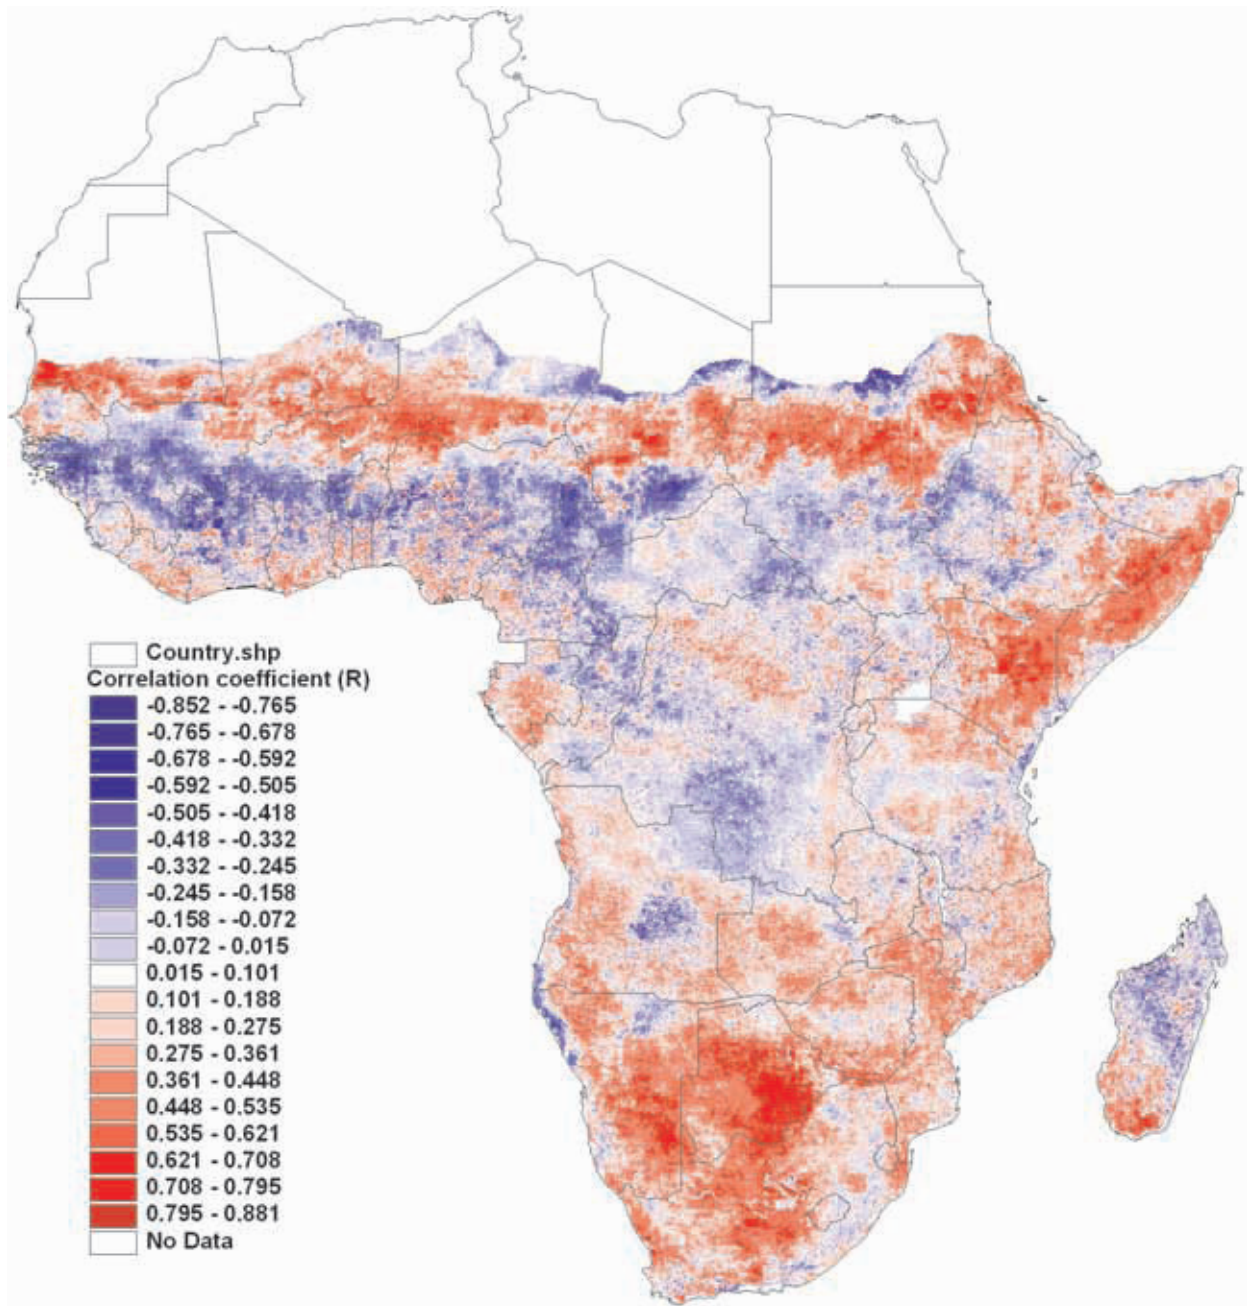 Country.shp
Correlation coefficient (R)
-0.852 - -0.765
-0.765 - -0.678
-0.678 - -0.592
-0.592 - -0.505
-0.505 - -0.418
-0.418 - -0.332
-0.332 - -0.245
-0.245 - -0.158
-0.158 - -0.072
-0.072 - 0.015
0.015 - 0.101
0.101 - 0.188
0.188 - 0.275
0.275 - 0.361
0.361 - 0.448
0.448 - 0.535
0.535 - 0.621
0.621 - 0.708
0.708 - 0.795
0.795 - 0.881
No Data